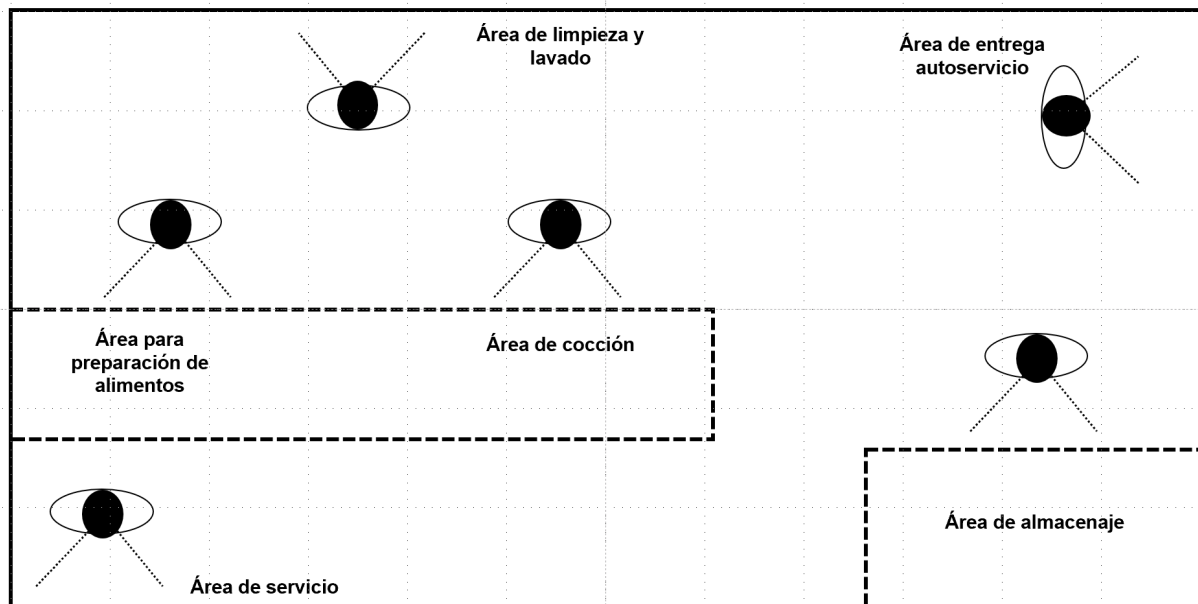 Área de limpieza y
lavado
Área de entrega
autoservicio
Área para
preparación de
alimentos
Área de cocción
Área de almacenaje
Área de servicio